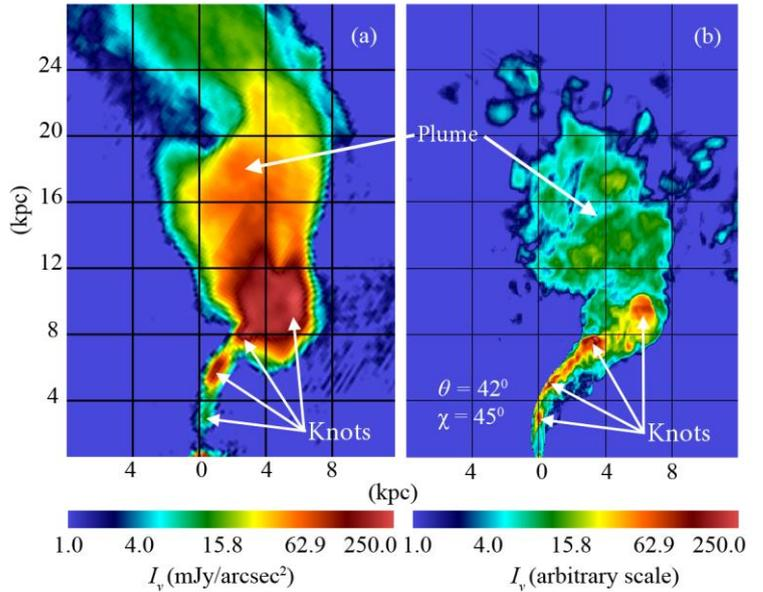 (a) (b)
24
Plume
20
16
(kpc)
12
8
θ = 42⁰
4
χ = 45⁰
Knots Knots
4 0 4 8 4 0 4 8
(kpc)
1.0 4.0 15.8 62.9 250.0 1.0 4.0 15.8 62.9 250.0
Iν (mJy/arcsec²) Iν (arbitrary scale)